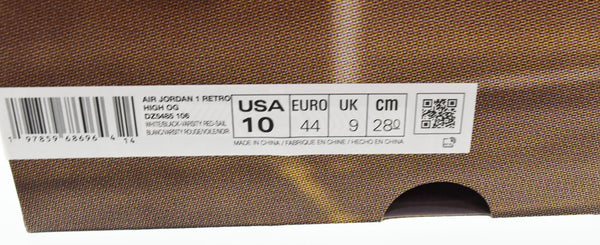 AIR JORDAN 1 RETRO
HIGH OG
DZ5485 106
WHITE/BLACK-VARSITY RED-SAIL
BLANC/VARSITY ROUGE/VOILE/NOIR
USA EURO UK cm
10 44 9 28.0
MADE IN CHINA / FABRIQUE EN CHINE / HECHO EN CHINA
1 97859 68696 4 14